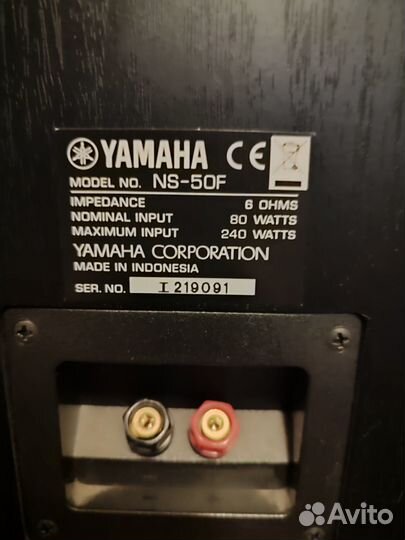 YAMAHA CE
MODEL NO. NS-50F
IMPEDANCE 6 OHMS
NOMINAL INPUT 80 WATTS
MAXIMUM INPUT 240 WATTS
YAMAHA CORPORATION
MADE IN INDONESIA
SER. NO. I 219091
Avito